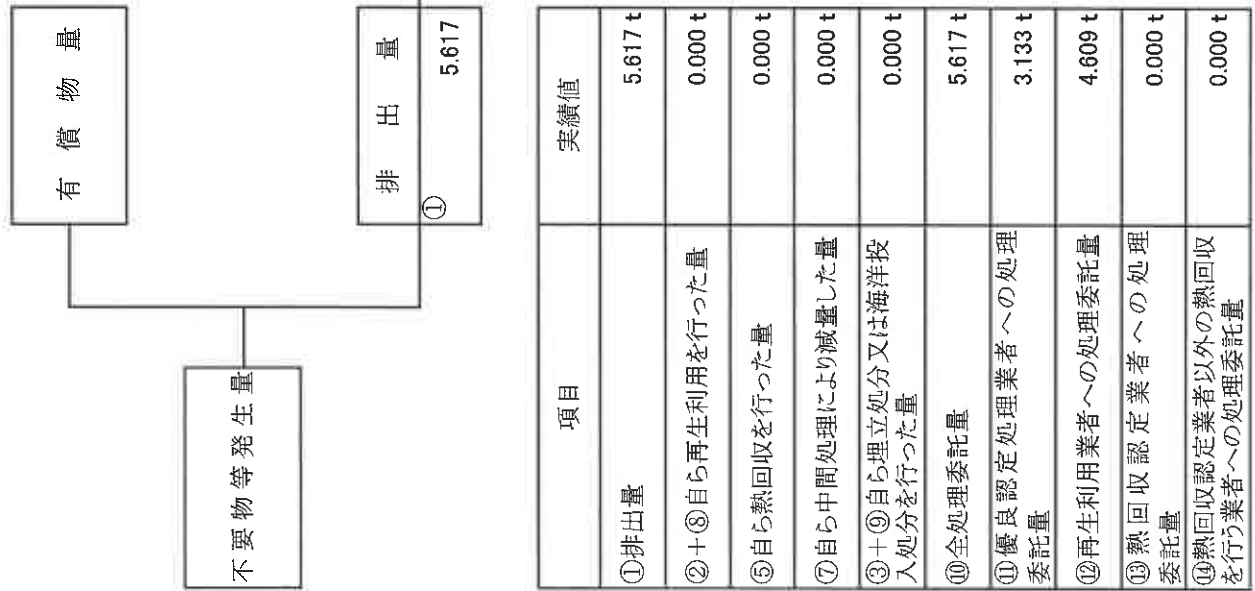 有償物量
不要物等発生量
排出量
①
5.617
項目 実績値
①排出量 5.617 t
②+⑧自ら再生利用を行った量 0.000 t
⑤自ら熱回収を行った量 0.000 t
⑦自ら中間処理により減量した量 0.000 t
③+⑨自ら埋立処分又は海洋投
入処分を行った量 0.000 t
⑩全処理委託量 5.617 t
⑪優良認定処理業者への処理
委託量 3.133 t
⑫再生利用業者への処理委託量 4.609 t
⑬熱回収認定業者への処理
委託量 0.000 t
⑭熱回収認定業者以外の熱回収
を行う業者への処理委託量 0.000 t